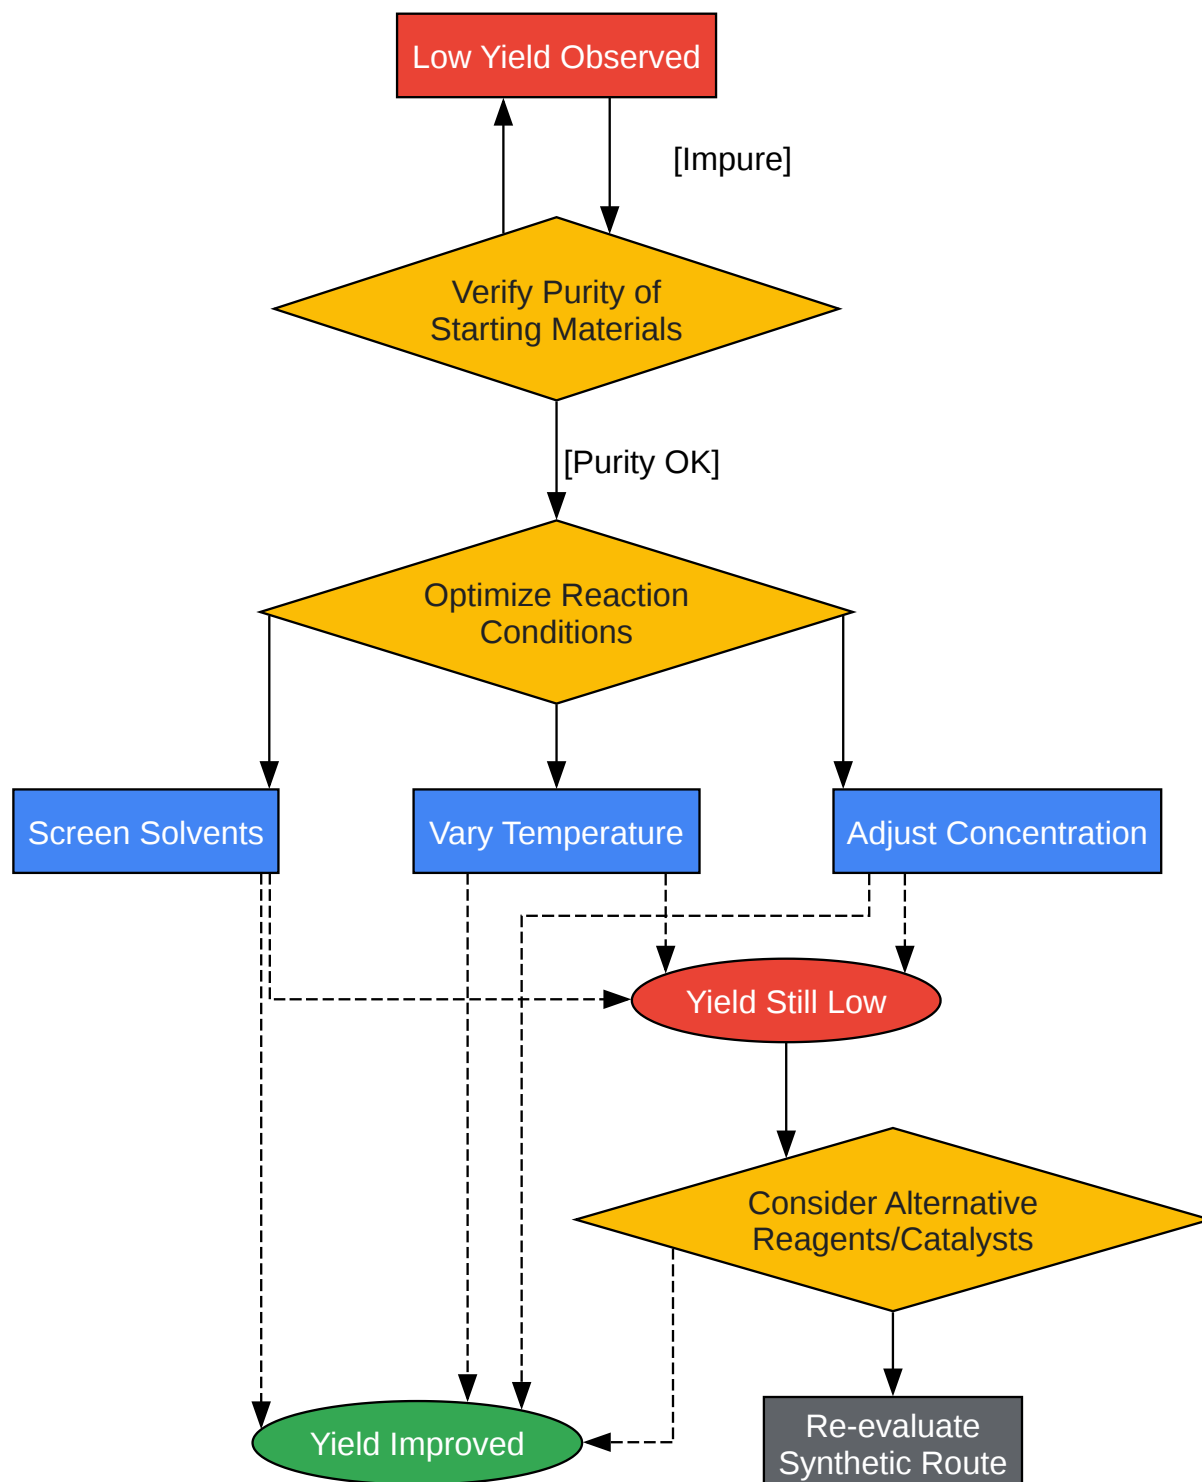 Low Yield Observed
[Impure]
Verify Purity of
Starting Materials
[Purity OK]
Optimize Reaction
Conditions
Screen Solvents
Vary Temperature
Adjust Concentration
Yield Still Low
Consider Alternative
Reagents/Catalysts
Yield Improved
Re-evaluate
Synthetic Route